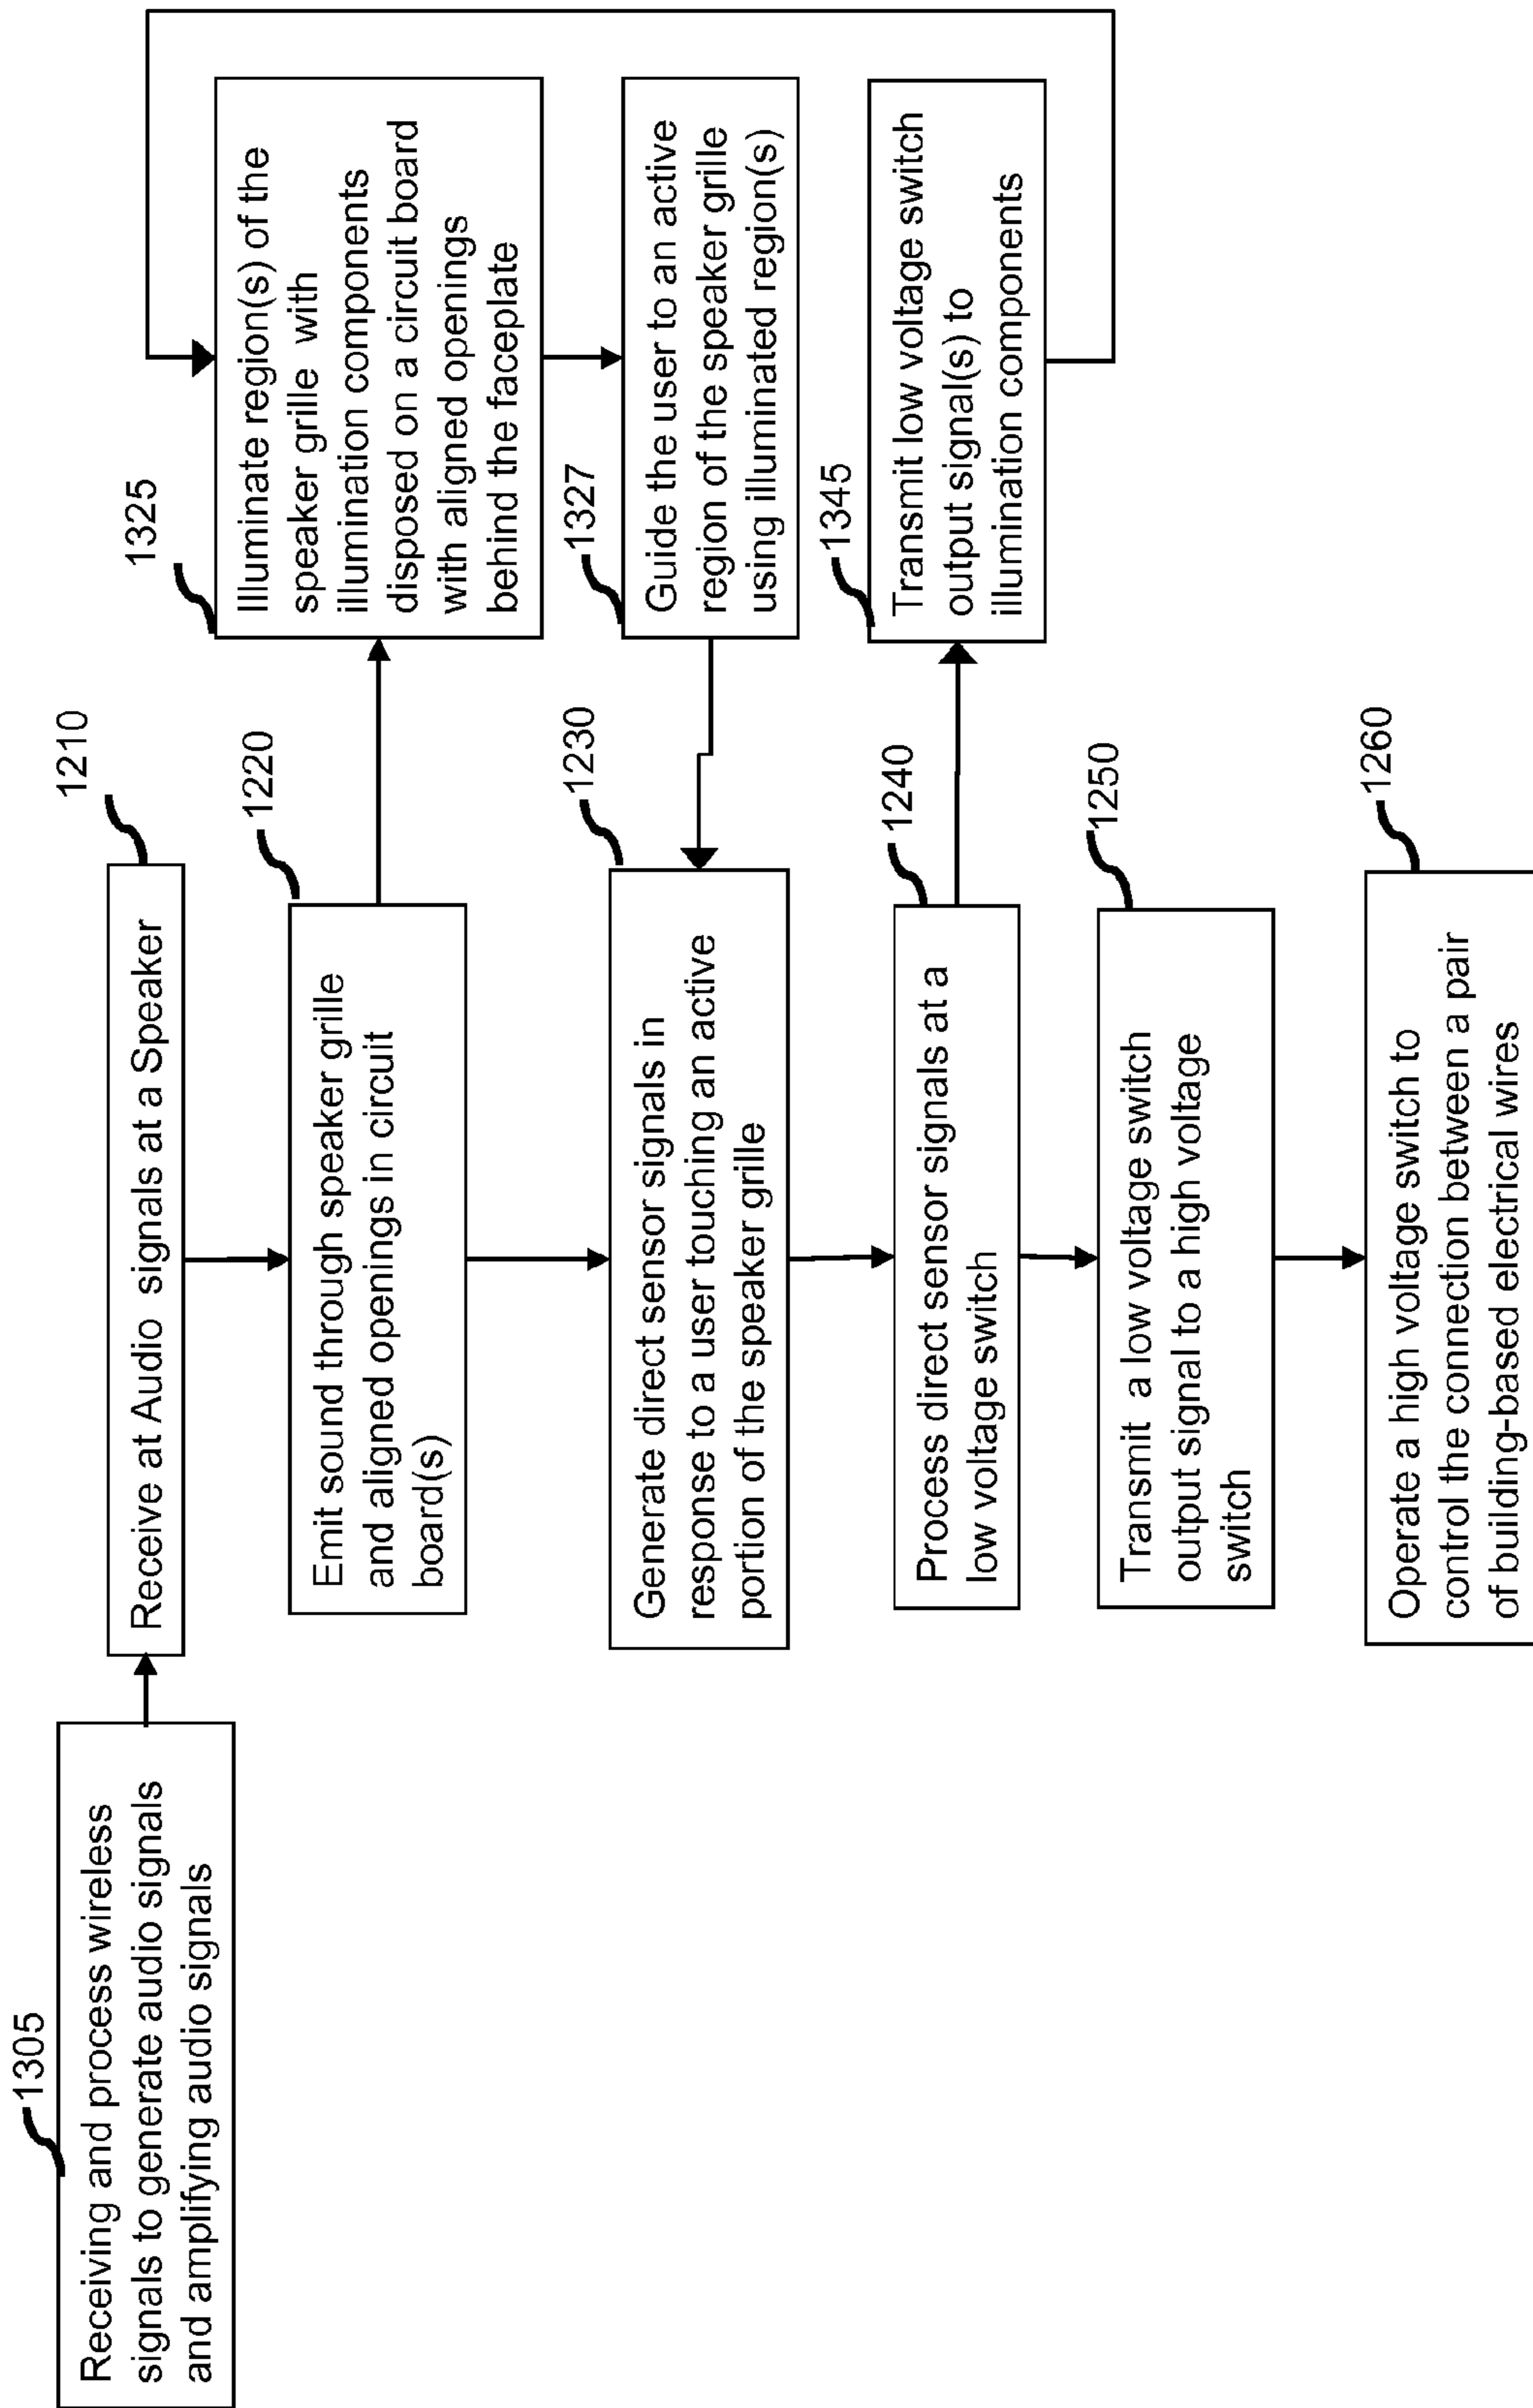 1305
Receiving and process wireless
signals to generate audio signals
and amplifying audio signals
1210
Receive at Audio signals at a Speaker
1220
Emit sound through speaker grille
and aligned openings in circuit
board(s)
1325
Illuminate region(s) of the
speaker grille with
illumination components
disposed on a circuit board
with aligned openings
behind the faceplate
1327
Guide the user to an active
region of the speaker grille
using illuminated region(s)
1230
Generate direct sensor signals in
response to a user touching an active
portion of the speaker grille
1240
Process direct sensor signals at a
low voltage switch
1345
Transmit low voltage switch
output signal(s) to
illumination components
1250
Transmit a low voltage switch
output signal to a high voltage
switch
1260
Operate a high voltage switch to
control the connection between a pair
of building-based electrical wires